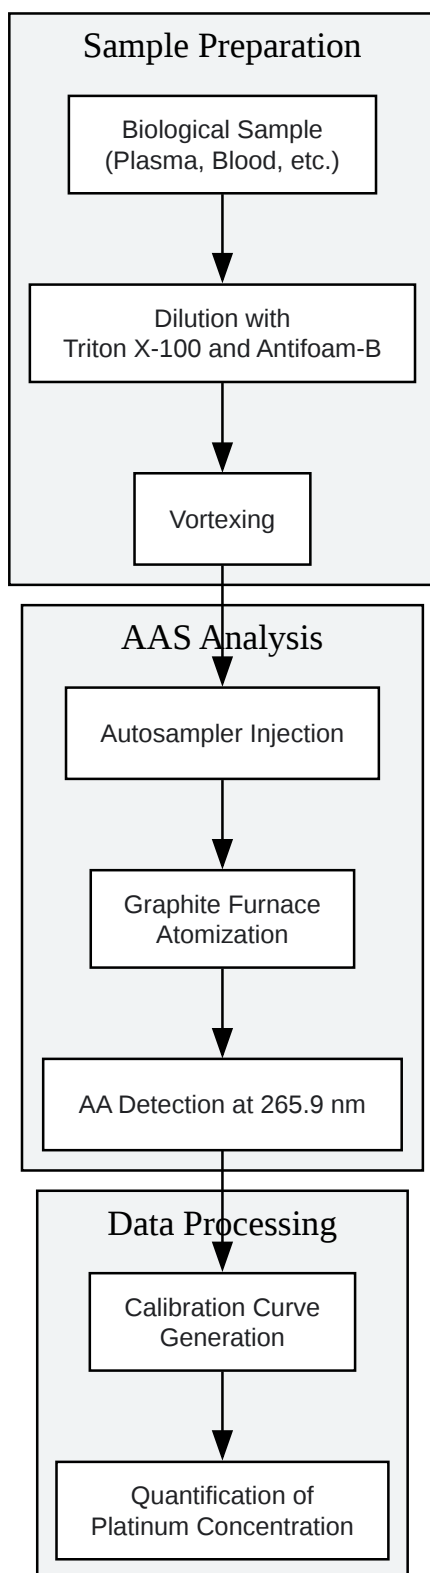 Sample Preparation
Biological Sample
(Plasma, Blood, etc.)
Dilution with
Triton X-100 and Antifoam-B
Vortexing
AAS Analysis
Autosampler Injection
Graphite Furnace
Atomization
AA Detection at 265.9 nm
Data Processing
Calibration Curve
Generation
Quantification of
Platinum Concentration